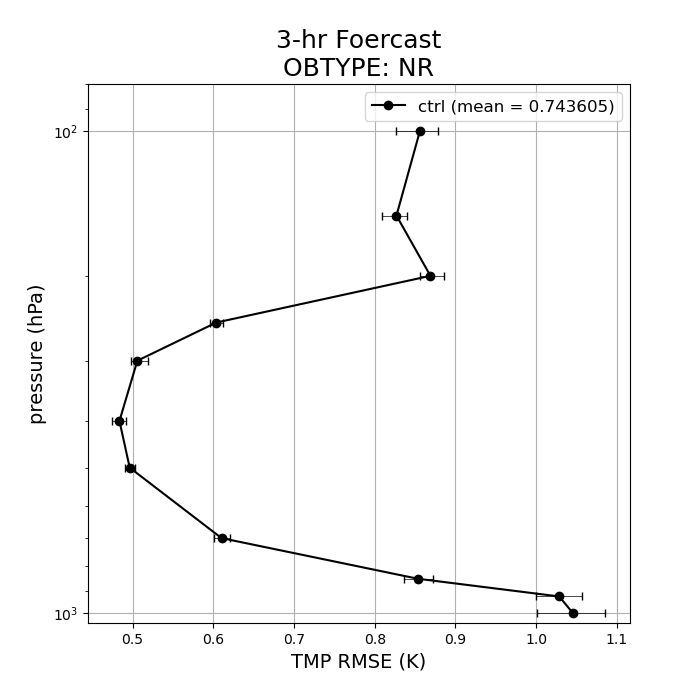 3-hr Foercast
OBTYPE: NR
ctrl (mean = 0.743605)
10²
10³
pressure (hPa)
0.5 0.6 0.7 0.8 0.9 1.0 1.1
TMP RMSE (K)